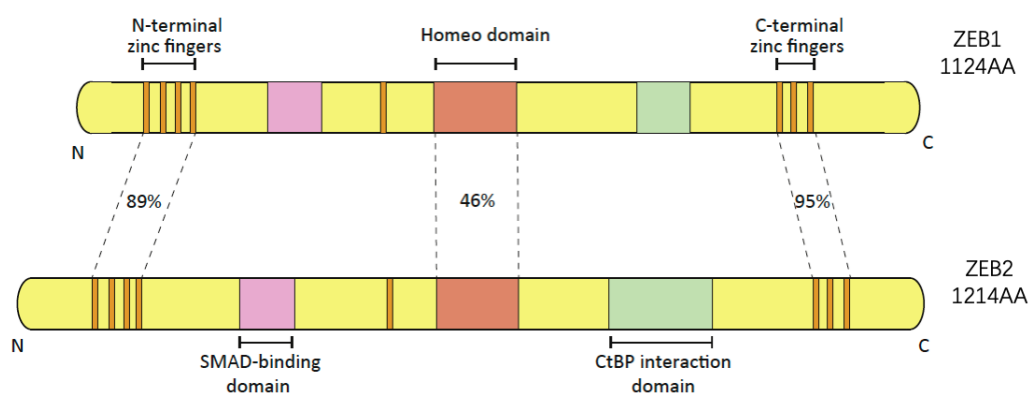 N-terminal
zinc fingers
Homeo domain
C-terminal
zinc fingers
ZEB1
1124AA
N
C
89%
46%
95%
ZEB2
1214AA
N
C
SMAD-binding
domain
CtBP interaction
domain